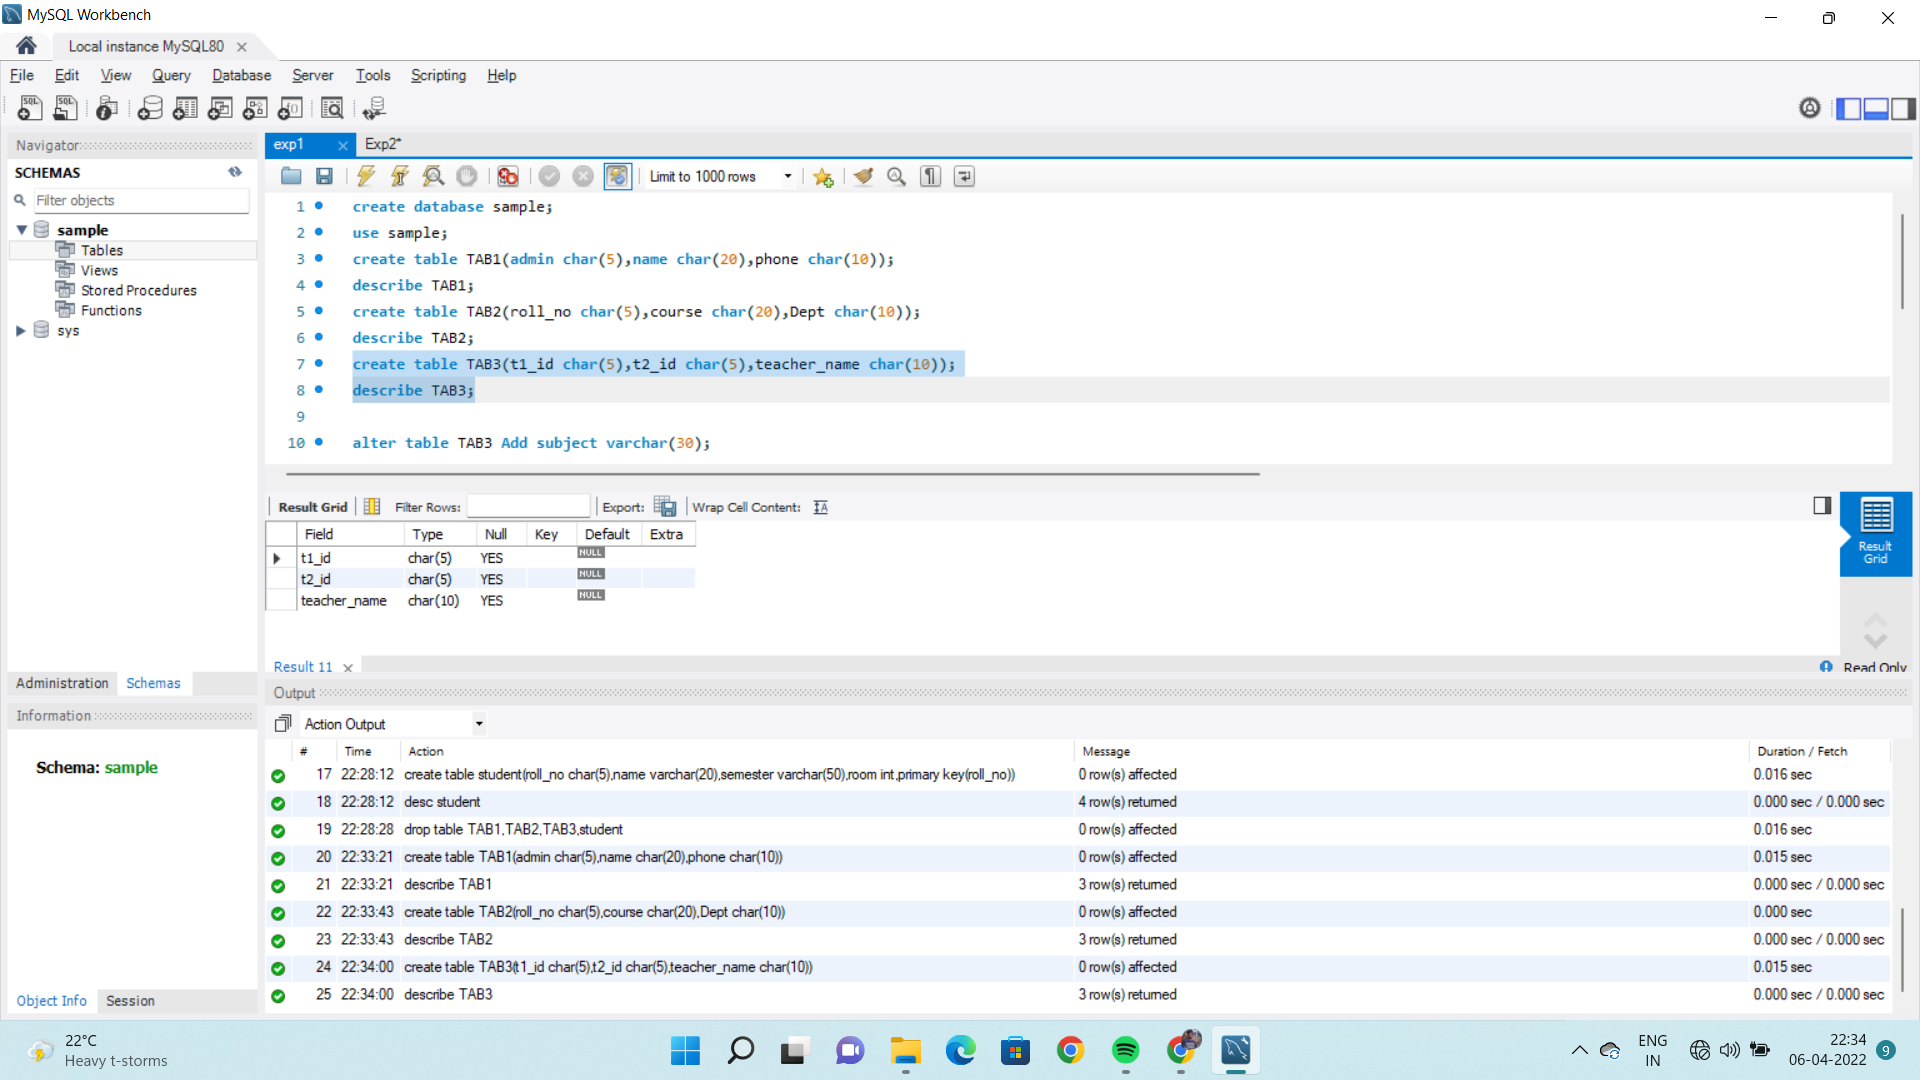 MySQL Workbench
Local instance MySQL80
File Edit View Query Database Server Tools Scripting Help
Navigator
SCHEMAS
Filter objects
sample
Tables
Views
Stored Procedures
Functions
sys
Administration Schemas
Information
Schema: sample
Object Info Session
exp1 Exp2*
Limit to 1000 rows
1 create database sample;
2 use sample;
3 create table TAB1(admin char(5),name char(20),phone char(10));
4 describe TAB1;
5 create table TAB2(roll_no char(5),course char(20),Dept char(10));
6 describe TAB2;
7 create table TAB3(t1_id char(5),t2_id char(5),teacher_name char(10));
8 describe TAB3;
9
10 alter table TAB3 Add subject varchar(30);
Result Grid Filter Rows: Export: Wrap Cell Content:
Field Type Null Key Default Extra
t1_id char(5) YES NULL
t2_id char(5) YES NULL
teacher_name char(10) YES NULL
Result Grid
Result 11 Read Only
Output
Action Output
# Time Action Message Duration / Fetch
17 22:28:12 create table student(roll_no char(5),name varchar(20),semester varchar(50),room int,primary key(roll_no)) 0 row(s) affected 0.016 sec
18 22:28:12 desc student 4 row(s) returned 0.000 sec / 0.000 sec
19 22:28:28 drop table TAB1,TAB2,TAB3,student 0 row(s) affected 0.016 sec
20 22:33:21 create table TAB1(admin char(5),name char(20),phone char(10)) 0 row(s) affected 0.015 sec
21 22:33:21 describe TAB1 3 row(s) returned 0.000 sec / 0.000 sec
22 22:33:43 create table TAB2(roll_no char(5),course char(20),Dept char(10)) 0 row(s) affected 0.000 sec
23 22:33:43 describe TAB2 3 row(s) returned 0.000 sec / 0.000 sec
24 22:34:00 create table TAB3(t1_id char(5),t2_id char(5),teacher_name char(10)) 0 row(s) affected 0.015 sec
25 22:34:00 describe TAB3 3 row(s) returned 0.000 sec / 0.000 sec
22°C
Heavy t-storms
ENG
IN
22:34
06-04-2022
9